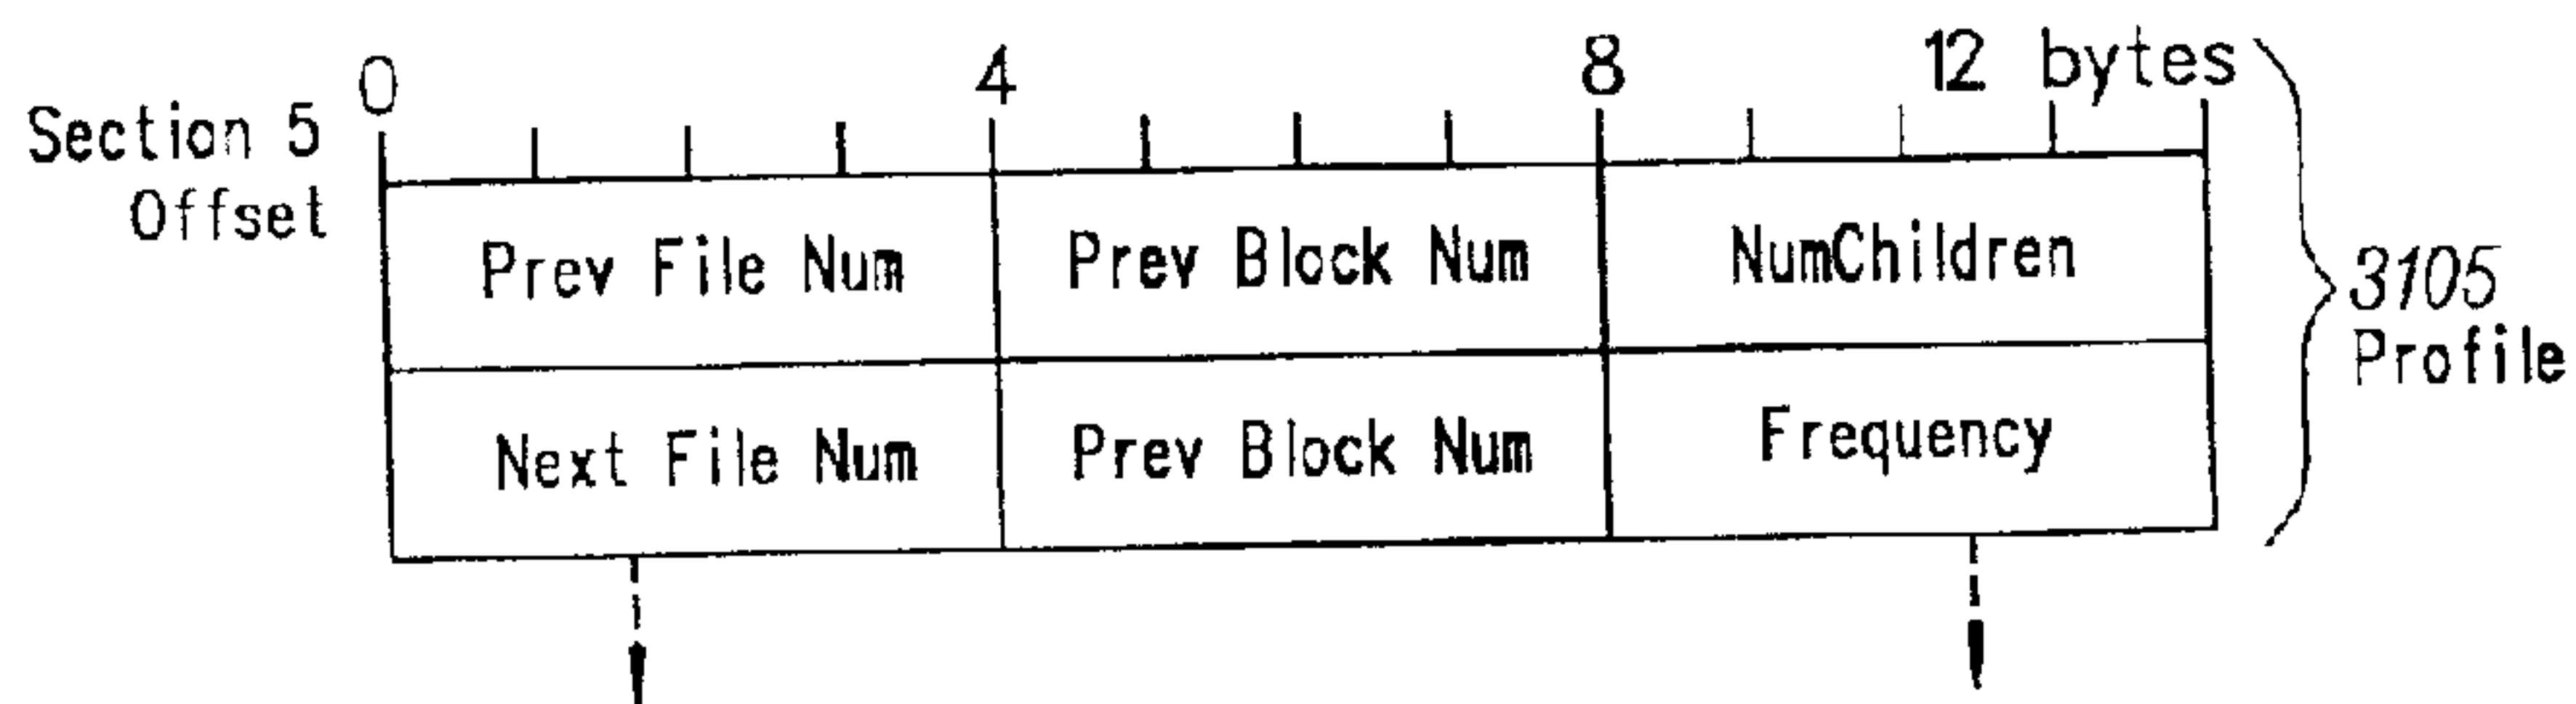 0 4 8 12 bytes
Section 5
Offset
Prev File Num Prev Block Num NumChildren
3105
Profile
Next File Num Prev Block Num Frequency